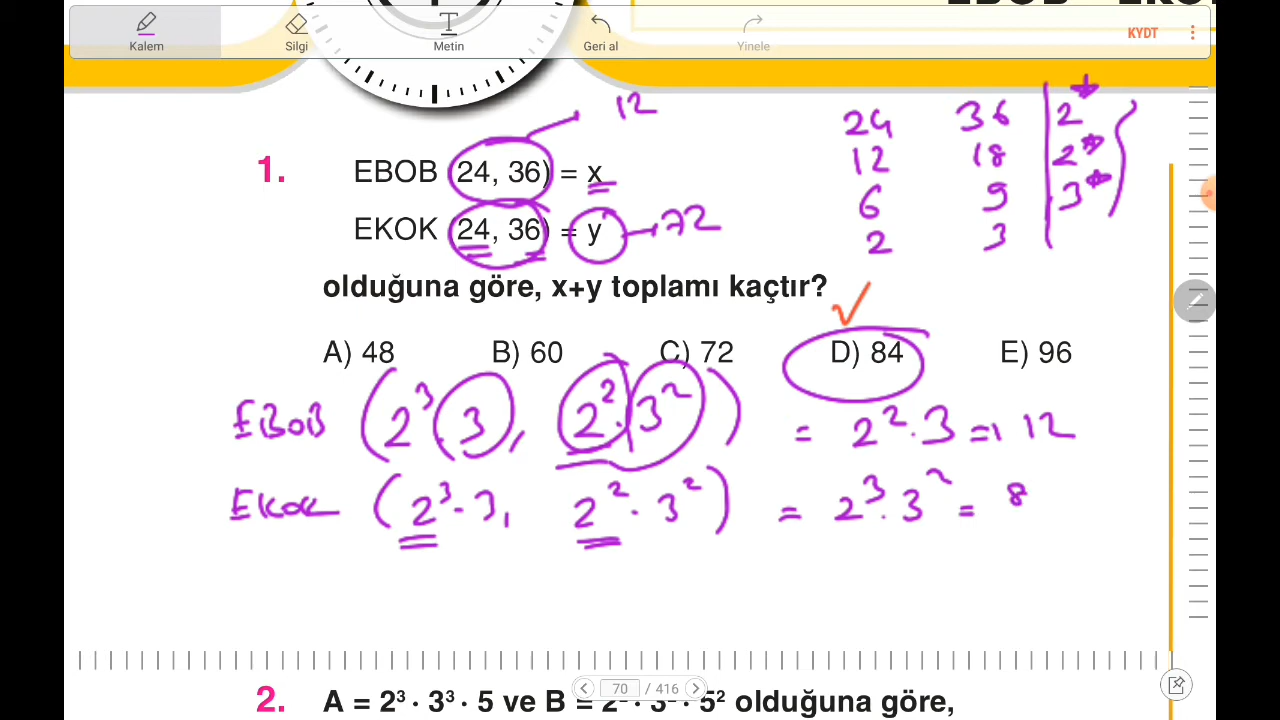 EBOB - EKO
Kalem Silgi Metin Geri al Yinele KYDT
12
24 36 2
12 18 2
6 9 3
2 3
1. EBOB (24, 36) = x
EKOK (24, 36) = y 72
olduğuna göre, x+y toplamı kaçtır?
A) 48 B) 60 C) 72 D) 84 E) 96
EBOB (2³.3, 2².3²) = 2².3 = 12
EKOK (2³.3, 2².3²) = 2³.3² = 8
70 / 416
2. A = 2³ · 3³ · 5 ve B = 5² olduğuna göre,